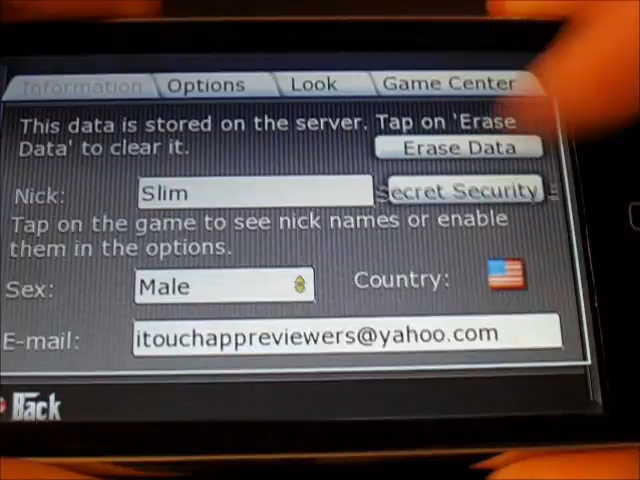 Information Options Look Game Center
This data is stored on the server. Tap on 'Erase
Data' to clear it. Erase Data
Nick: Slim Secret Security
Tap on the game to see nick names or enable
them in the options.
Sex: Male Country:
E-mail: itouchappreviewers@yahoo.com
Back